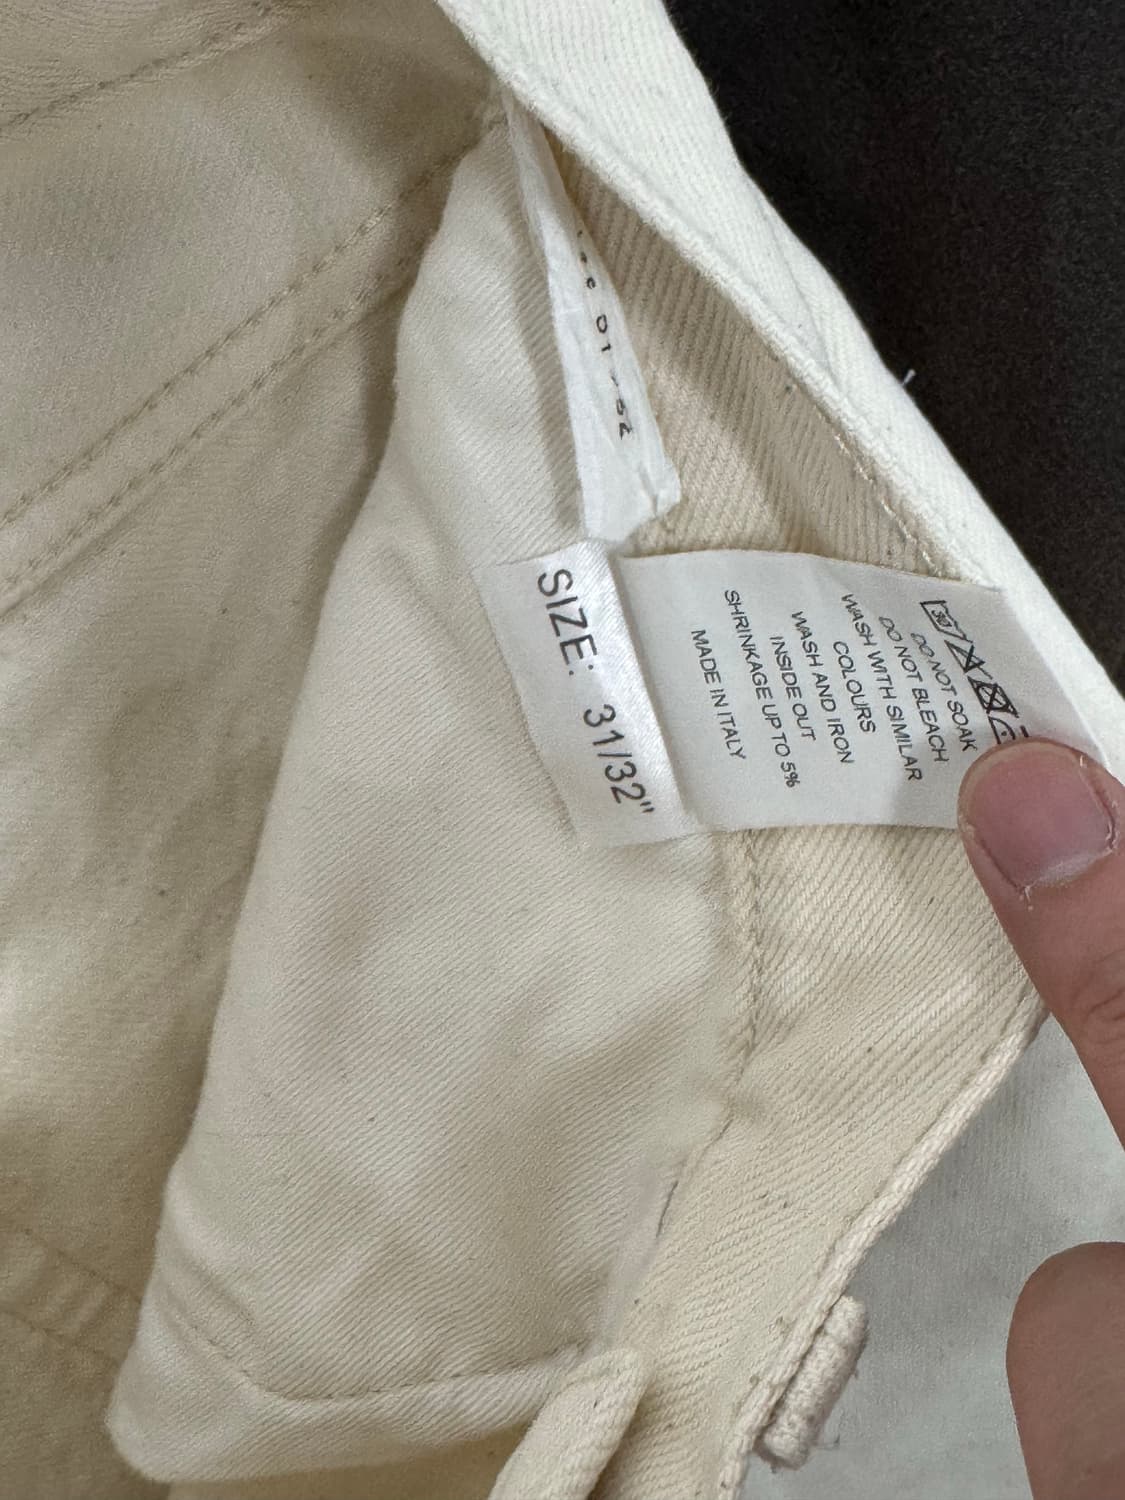 30
DO NOT SOAK
DO NOT BLEACH
WASH WITH SIMILAR
COLOURS
WASH AND IRON
INSIDE OUT
SHRINKAGE UP TO 5%
MADE IN ITALY
SIZE: 31/32"